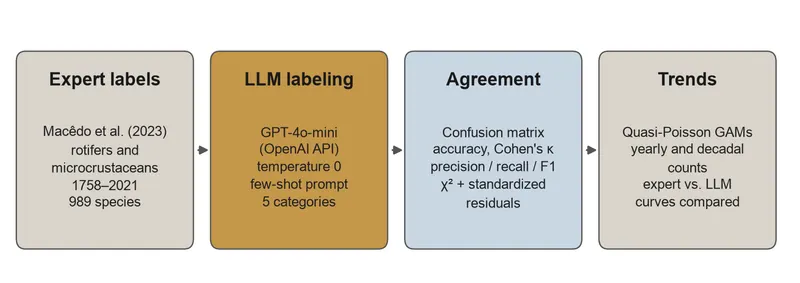 Expert labels
Macêdo et al. (2023)
rotifers and
microcrustaceans
1758–2021
989 species
LLM labeling
GPT-4o-mini
(OpenAI API)
temperature 0
few-shot prompt
5 categories
Agreement
Confusion matrix
accuracy, Cohen's κ
precision / recall / F1
χ² + standardized
residuals
Trends
Quasi-Poisson GAMs
yearly and decadal
counts
expert vs. LLM
curves compared